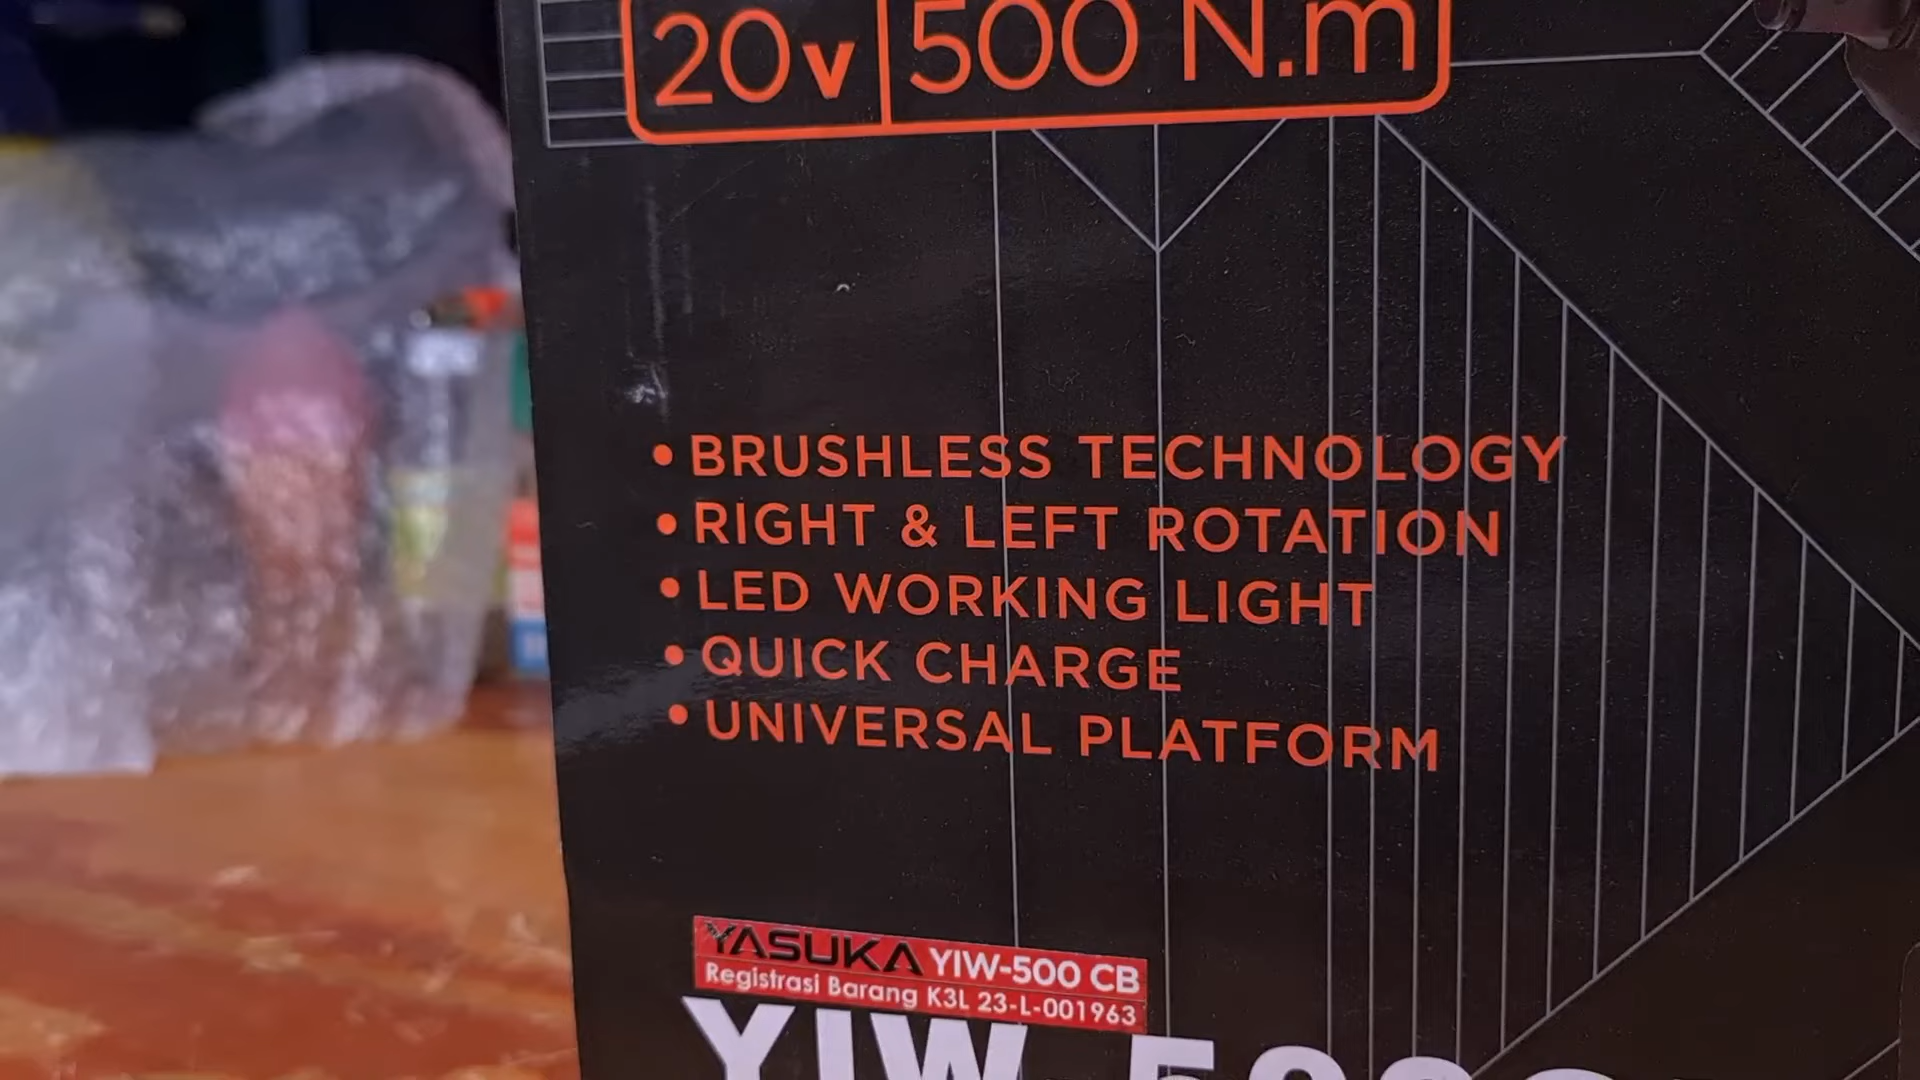 20v 500 N.m
• BRUSHLESS TECHNOLOGY
• RIGHT & LEFT ROTATION
• LED WORKING LIGHT
• QUICK CHARGE
• UNIVERSAL PLATFORM
YASUKA YIW-500 CB
Registrasi Barang K3L 23-L-001963
YIW